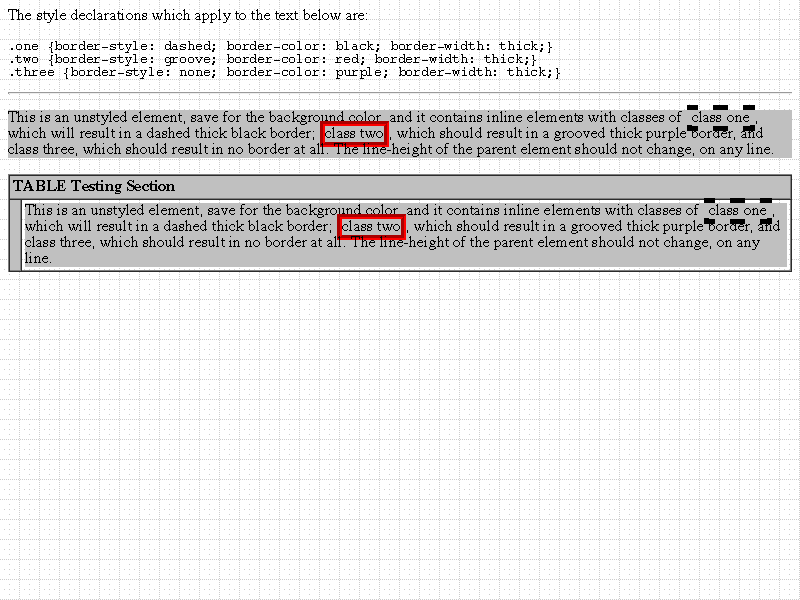 The style declarations which apply to the text below are:
.one {border-style: dashed; border-color: black; border-width: thick;}
.two {border-style: groove; border-color: red; border-width: thick;}
.three {border-style: none; border-color: purple; border-width: thick;}
This is an unstyled element, save for the background color, and it contains inline elements with classes of class one ,
which will result in a dashed thick black border; class two , which should result in a grooved thick purple border, and
class three, which should result in no border at all. The line-height of the parent element should not change, on any line.
TABLE Testing Section
This is an unstyled element, save for the background color, and it contains inline elements with classes of class one ,
which will result in a dashed thick black border; class two , which should result in a grooved thick purple border, and
class three, which should result in no border at all. The line-height of the parent element should not change, on any
line.